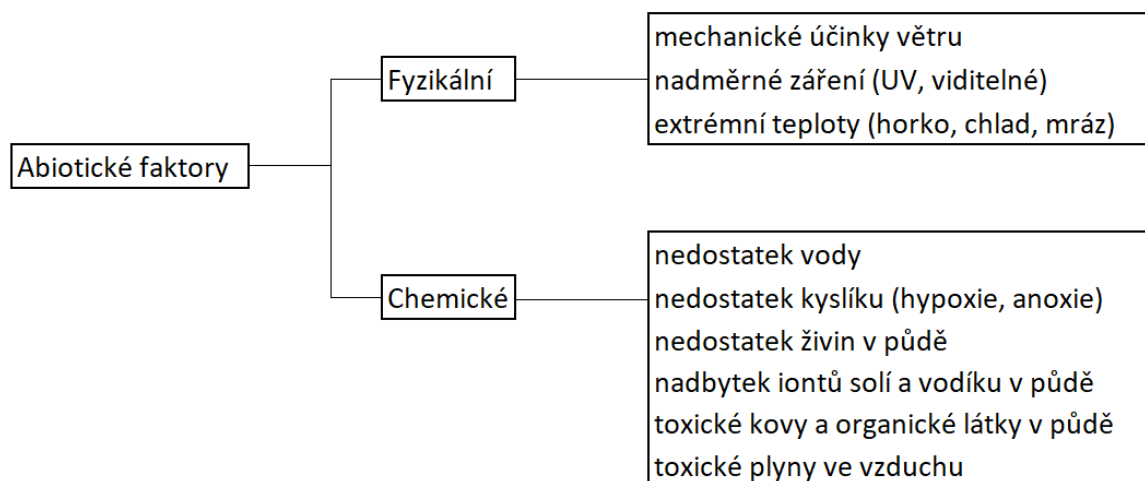 Abiotické faktory
Fyzikální
mechanické účinky větru
nadměrné záření (UV, viditelné)
extrémní teploty (horko, chlad, mráz)
Chemické
nedostatek vody
nedostatek kyslíku (hypoxie, anoxie)
nedostatek živin v půdě
nadbytek iontů solí a vodíku v půdě
toxické kovy a organické látky v půdě
toxické plyny ve vzduchu